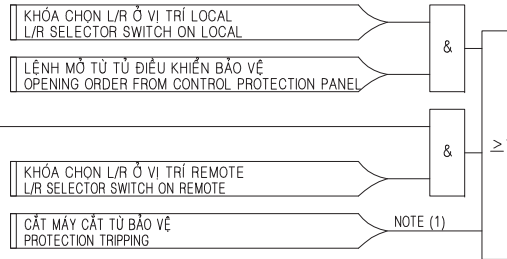 KHÓA CHỌN L/R Ở VỊ TRÍ LOCAL
L/R SELECTOR SWITCH ON LOCAL
&
LỆNH MỞ TỪ TỦ ĐIỀU KHIỂN BẢO VỆ
OPENING ORDER FROM CONTROL PROTECTION PANEL
&
≥
KHÓA CHỌN L/R Ở VỊ TRÍ REMOTE
L/R SELECTOR SWITCH ON REMOTE
CẮT MÁY CẮT TỪ BẢO VỆ
PROTECTION TRIPPING
NOTE (1)